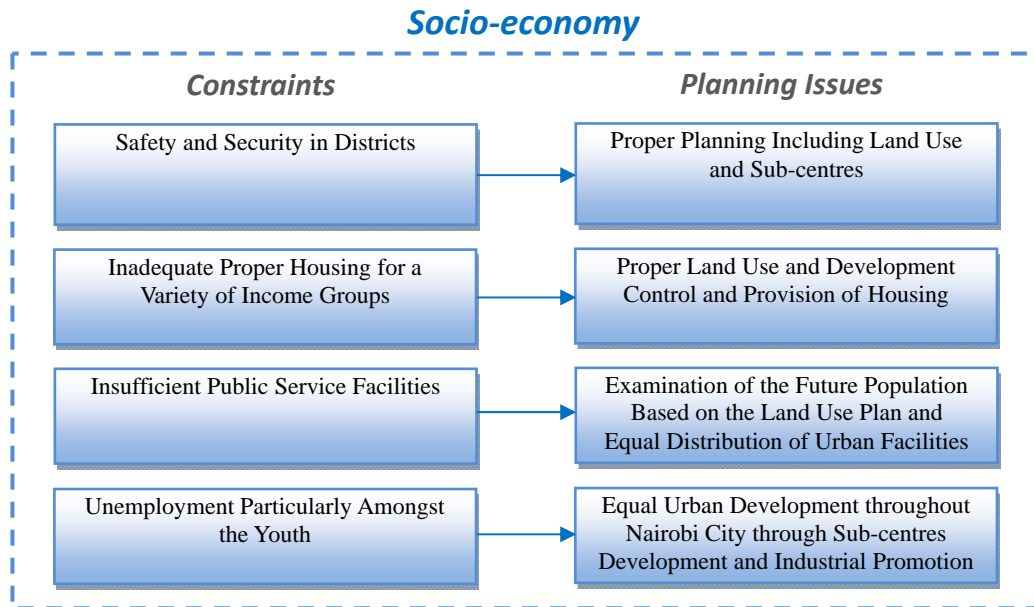 Socio-economy
Constraints
Planning Issues
Safety and Security in Districts
Proper Planning Including Land Use
and Sub-centres
Inadequate Proper Housing for a
Variety of Income Groups
Proper Land Use and Development
Control and Provision of Housing
Insufficient Public Service Facilities
Examination of the Future Population
Based on the Land Use Plan and
Equal Distribution of Urban Facilities
Unemployment Particularly Amongst
the Youth
Equal Urban Development throughout
Nairobi City through Sub-centres
Development and Industrial Promotion